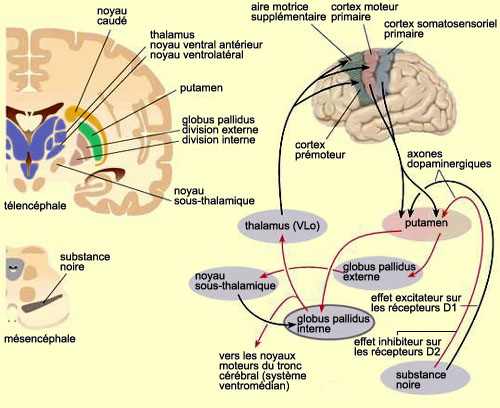 noyau
caudé
thalamus
noyau ventral antérieur
noyau ventrolatéral
putamen
globus pallidus
division externe
division interne
noyau
sous-thalamique
télencéphale
substance
noire
mésencéphale
aire motrice
supplémentaire
cortex moteur
primaire
cortex somatosensoriel
primaire
cortex
prémoteur
axones
dopaminergiques
thalamus (VLo)
putamen
noyau
sous-thalamique
globus pallidus
externe
globus pallidus
interne
effet excitateur sur
les récepteurs D1
effet inhibiteur sur
les récepteurs D2
vers les noyaux
moteurs du tronc
cérébral (système
ventromédian)
substance
noire